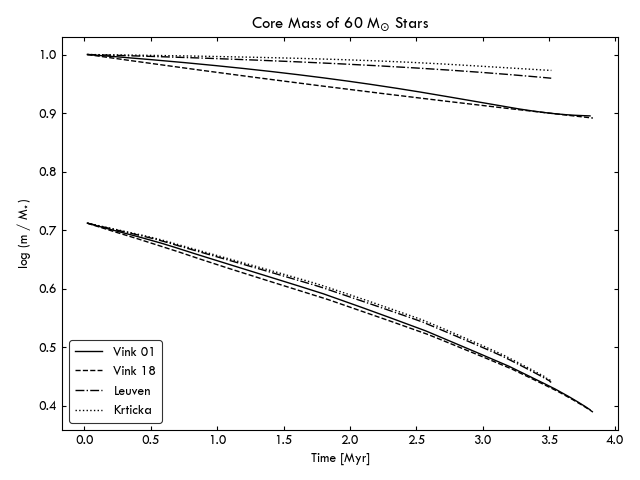 Core Mass of 60 M☉ Stars
log (m / M⋆)
1.0
0.9
0.8
0.7
0.6
0.5
0.4
Vink 01
Vink 18
Leuven
Krticka
0.0 0.5 1.0 1.5 2.0 2.5 3.0 3.5 4.0
Time [Myr]